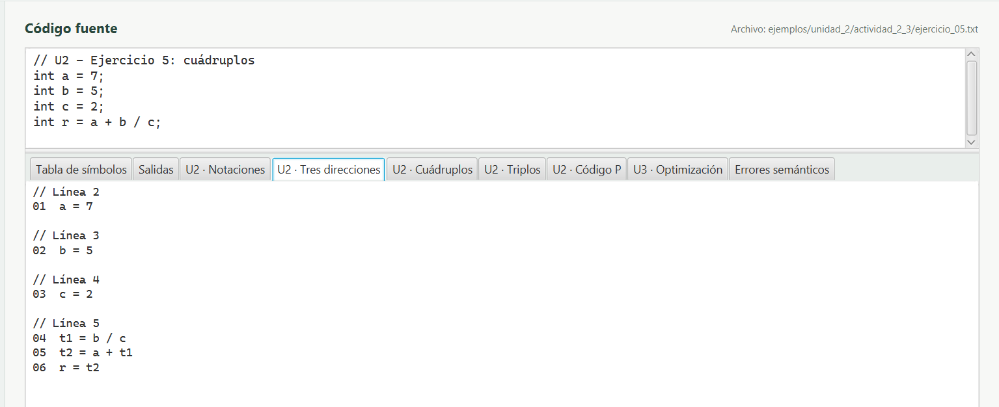 Código fuente
Archivo: ejemplos/unidad_2/actividad_2_3/ejercicio_05.txt
// U2 – Ejercicio 5: cuádruplos
int a = 7;
int b = 5;
int c = 2;
int r = a + b / c;
Tabla de símbolos Salidas U2 · Notaciones U2 · Tres direcciones U2 · Cuádruplos U2 · Triplos U2 · Código P U3 · Optimización Errores semánticos
// Línea 2
01 a = 7
// Línea 3
02 b = 5
// Línea 4
03 c = 2
// Línea 5
04 t1 = b / c
05 t2 = a + t1
06 r = t2